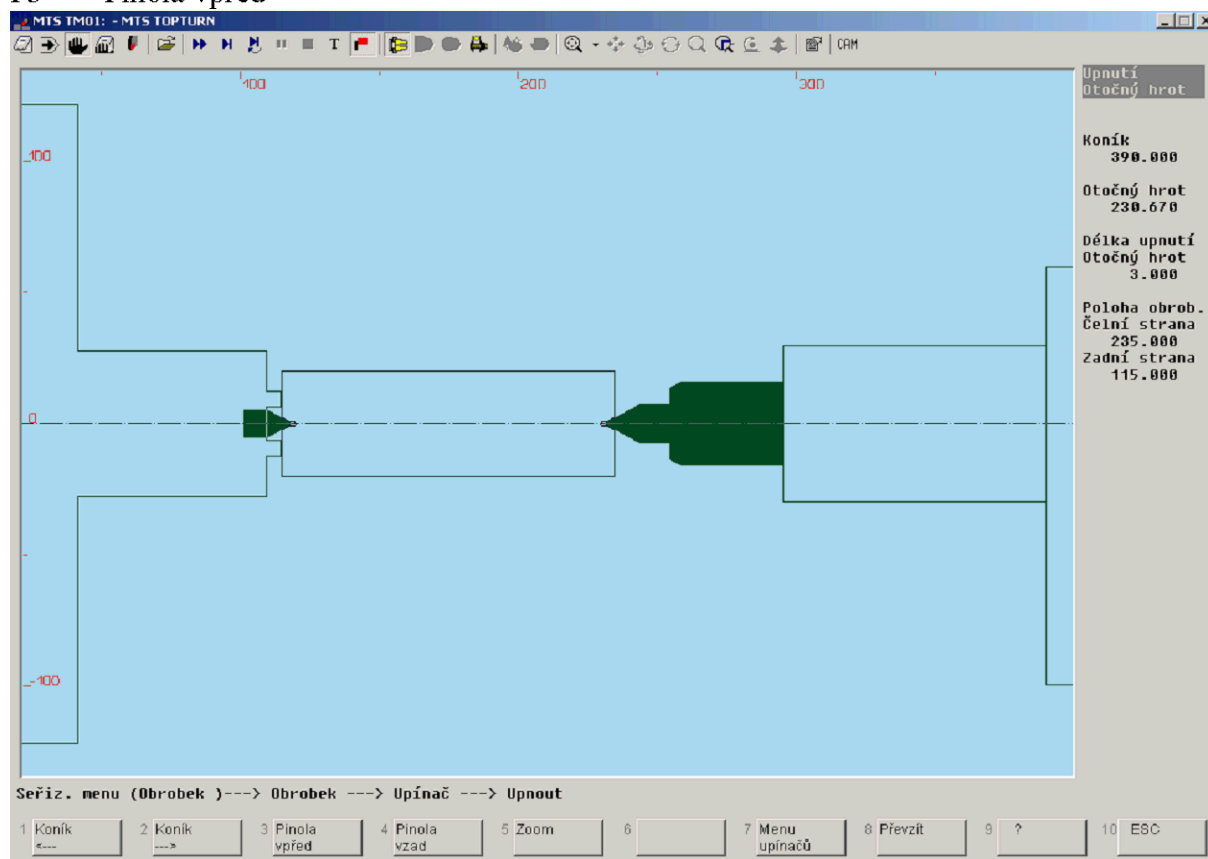 MTS TM01: - MTS TOPTURN
T CAM
100 200 300
100
0
-100
Upnutí
Otočný hrot
Koník
390.000
Otočný hrot
230.670
Délka upnutí
Otočný hrot
3.000
Poloha obrob.
Čelní strana
235.000
Zadní strana
115.000
Seřiz. menu (Obrobek )---> Obrobek ---> Upínač ---> Upnout
1 Koník <---
2 Koník --->
3 Pinola vpřed
4 Pinola vzad
5 Zoom
6
7 Menu upínačů
8 Převzít
9 ?
10 ESC